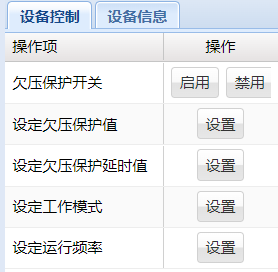 设备控制 设备信息
操作项 操作
欠压保护开关 启用 禁用
设定欠压保护值 设置
设定欠压保护延时值 设置
设定工作模式 设置
设定运行频率 设置